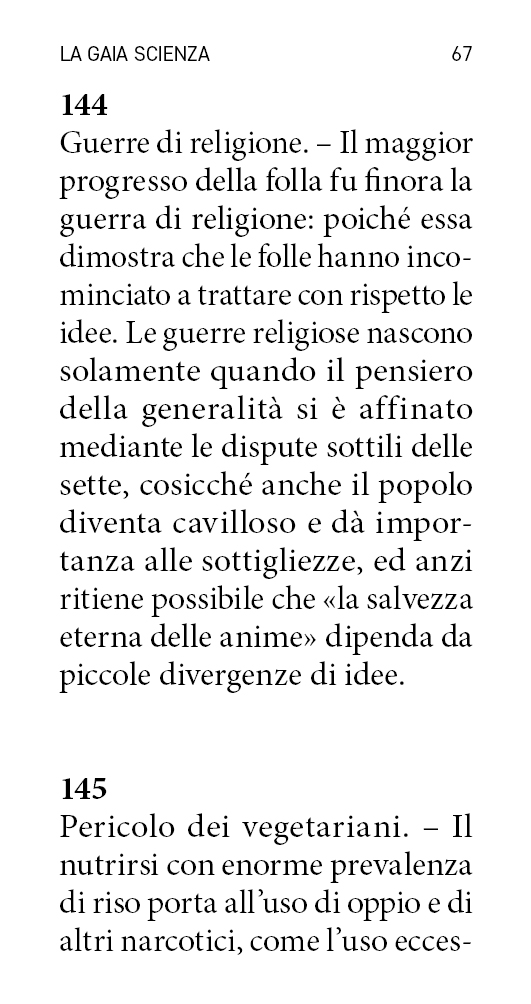 LA GAIA SCIENZA 67
144
Guerre di religione. – Il maggior
progresso della folla fu finora la
guerra di religione: poiché essa
dimostra che le folle hanno inco-
minciato a trattare con rispetto le
idee. Le guerre religiose nascono
solamente quando il pensiero
della generalità si è affinato
mediante le dispute sottili delle
sette, cosicché anche il popolo
diventa cavilloso e dà impor-
tanza alle sottigliezze, ed anzi
ritiene possibile che «la salvezza
eterna delle anime» dipenda da
piccole divergenze di idee.
145
Pericolo dei vegetariani. – Il
nutrirsi con enorme prevalenza
di riso porta all’uso di oppio e di
altri narcotici, come l’uso ecces-